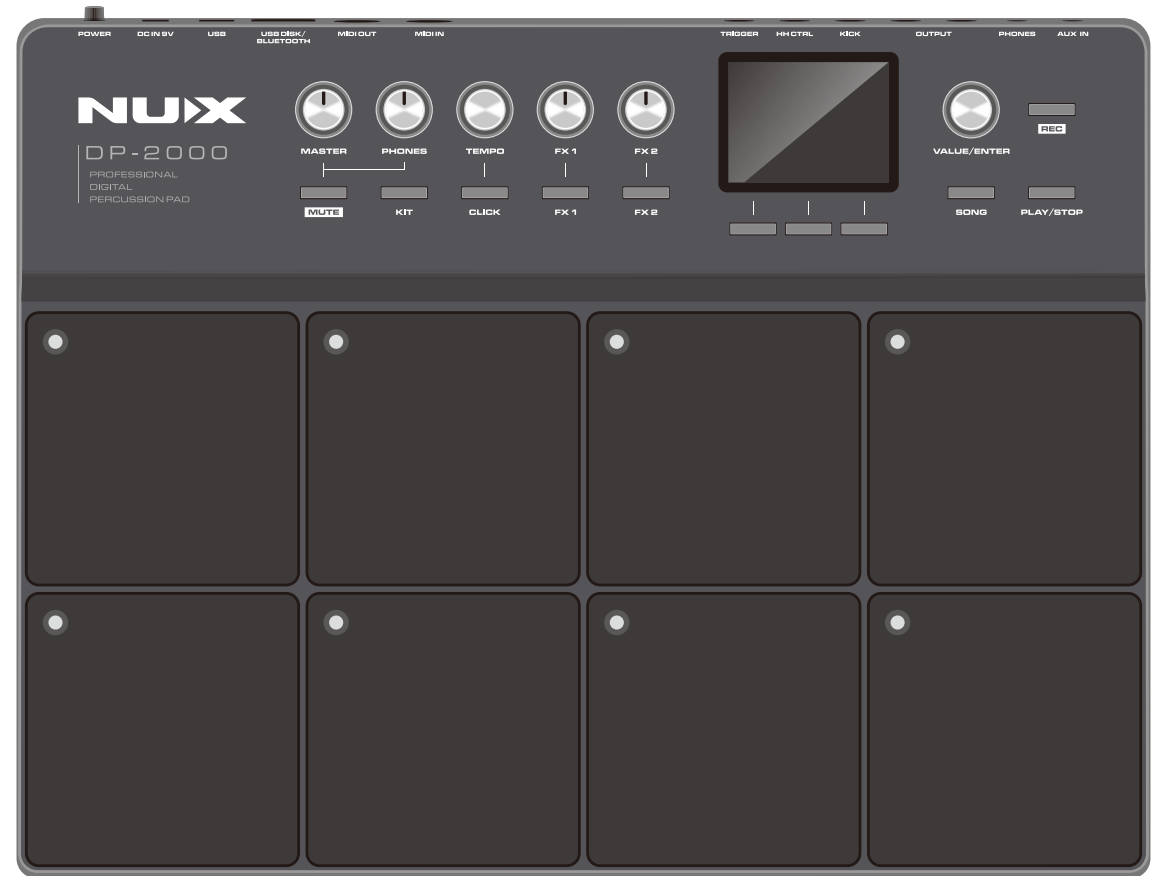 POWER DC IN 9V USB USB DISK/ MIDI OUT MIDI IN TRIGGER HH CTRL KICK OUTPUT PHONES AUX IN
BLUETOOTH
NUX
DP-2000
PROFESSIONAL
DIGITAL
PERCUSSION PAD
MASTER PHONES TEMPO FX 1 FX 2
MUTE KIT CLICK FX 1 FX 2
REC
VALUE/ENTER
SONG PLAY/STOP